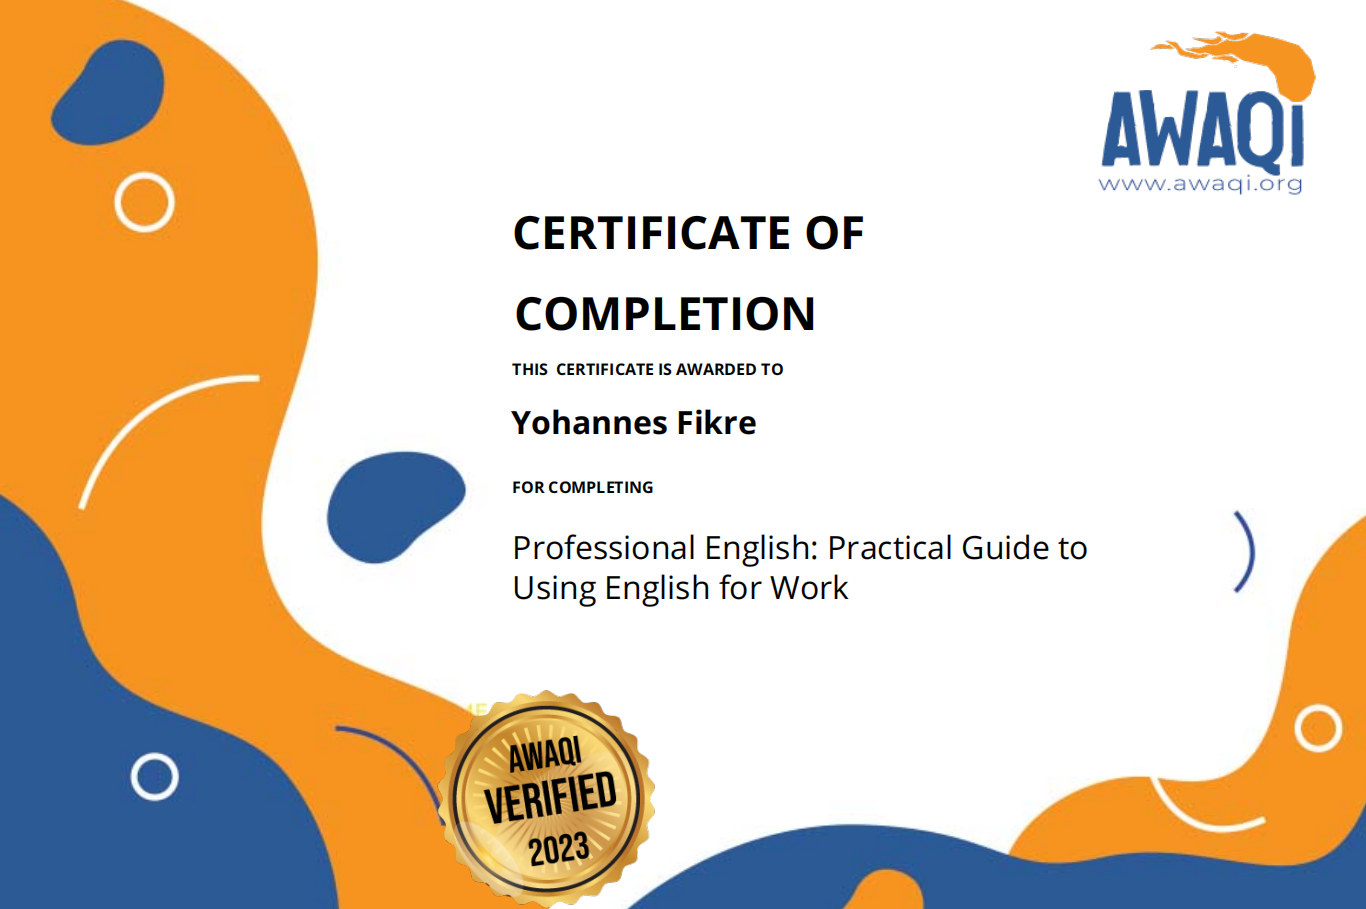 AWAQI
www.awaqi.org
CERTIFICATE OF
COMPLETION
THIS CERTIFICATE IS AWARDED TO
Yohannes Fikre
FOR COMPLETING
Professional English: Practical Guide to
Using English for Work
AWAQI
VERIFIED
2023